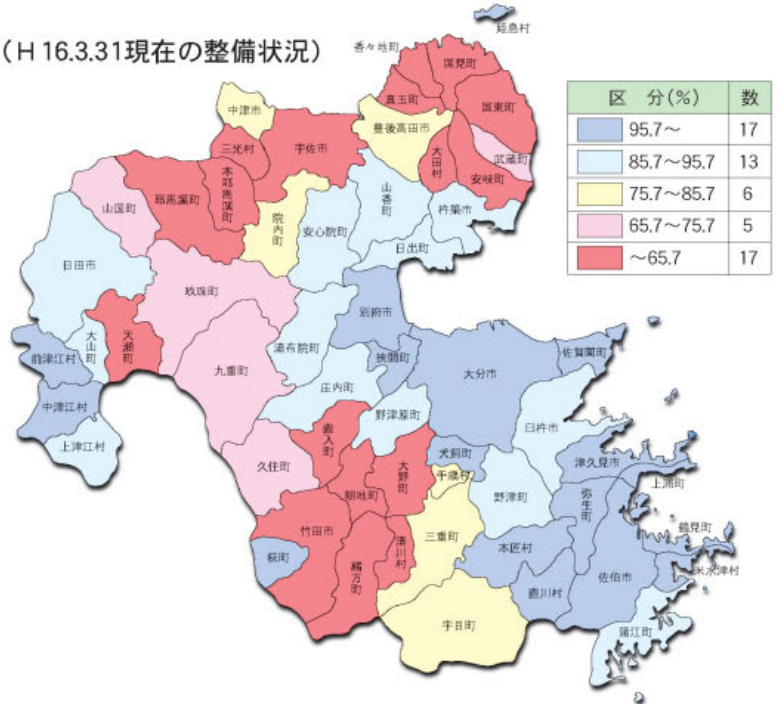 (H 16.3.31現在の整備状況)
姫島村
香々地町
国見町
真玉町
国東町
中津市
豊後高田市
武蔵町
大田村
安岐町
三光村
宇佐市
本耶馬渓町
耶馬溪町
山国町
院内町
安心院町
山香町
杵築市
日出町
日田市
玖珠町
別府市
大山町
天瀬町
前津江村
九重町
湯布院町
挾間町
大分市
佐賀関町
中津江村
庄内町
野津原町
臼杵市
上津江村
直入町
久住町
大野町
犬飼町
千歳村
津久見市
上浦町
朝地町
野津町
弥生町
竹田市
清川村
三重町
鶴見町
荻町
緒方町
本匠村
佐伯市
米水津村
直川村
宇目町
蒲江町
区 分(%) 数
95.7～ 17
85.7～95.7 13
75.7～85.7 6
65.7～75.7 5
～65.7 17